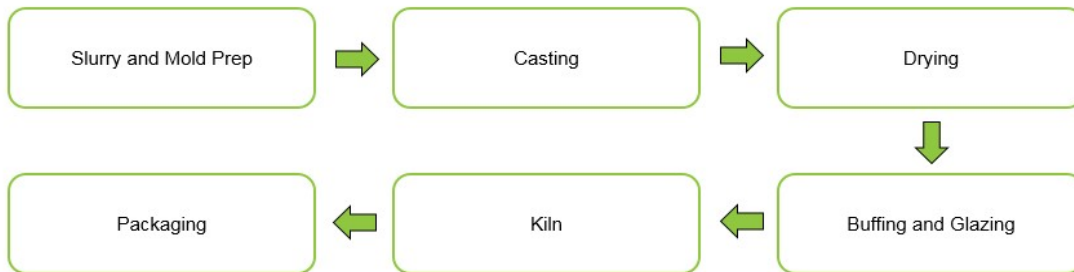 Slurry and Mold Prep
Casting
Drying
Buffing and Glazing
Kiln
Packaging